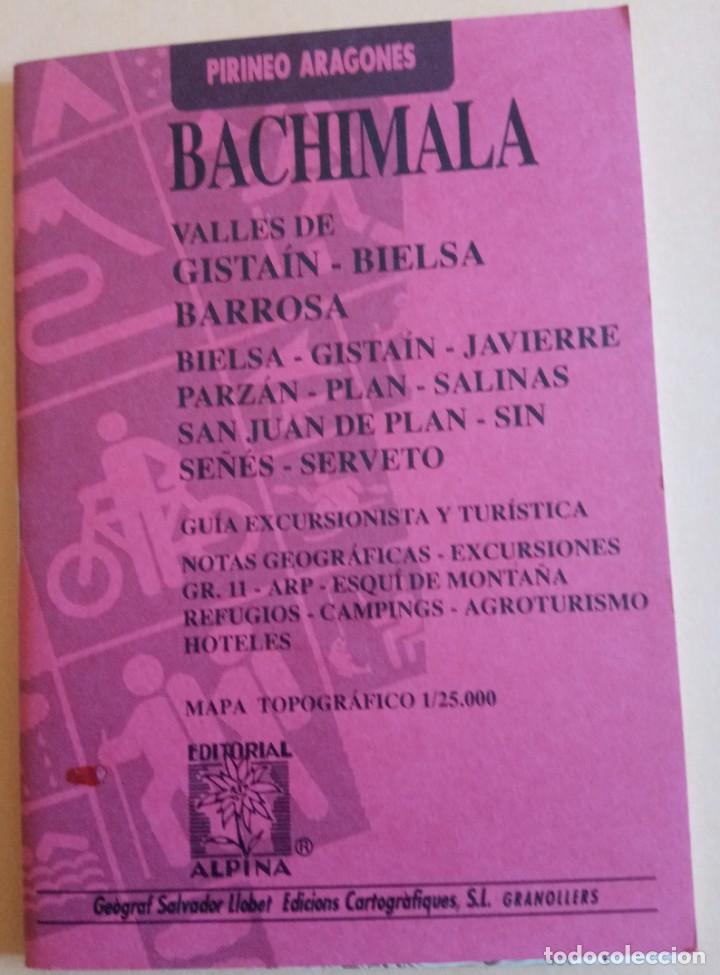 PIRINEO ARAGONES
BACHIMALA
VALLES DE
GISTAÍN - BIELSA
BARROSA
BIELSA - GISTAÍN - JAVIERRE
PARZÁN - PLAN - SALINAS
SAN JUAN DE PLAN - SIN
SEÑÉS - SERVETO
GUÍA EXCURSIONISTA Y TURÍSTICA
NOTAS GEOGRÁFICAS - EXCURSIONES
GR. 11 - ARP - ESQUÍ DE MONTAÑA
REFUGIOS - CAMPINGS - AGROTURISMO
HOTELES
MAPA TOPOGRÁFICO 1/25.000
EDITORIAL
ALPINA ®
Geògraf Salvador Llobet Edicions Cartogràfiques, S.L. GRANOLLERS
todocoleccion